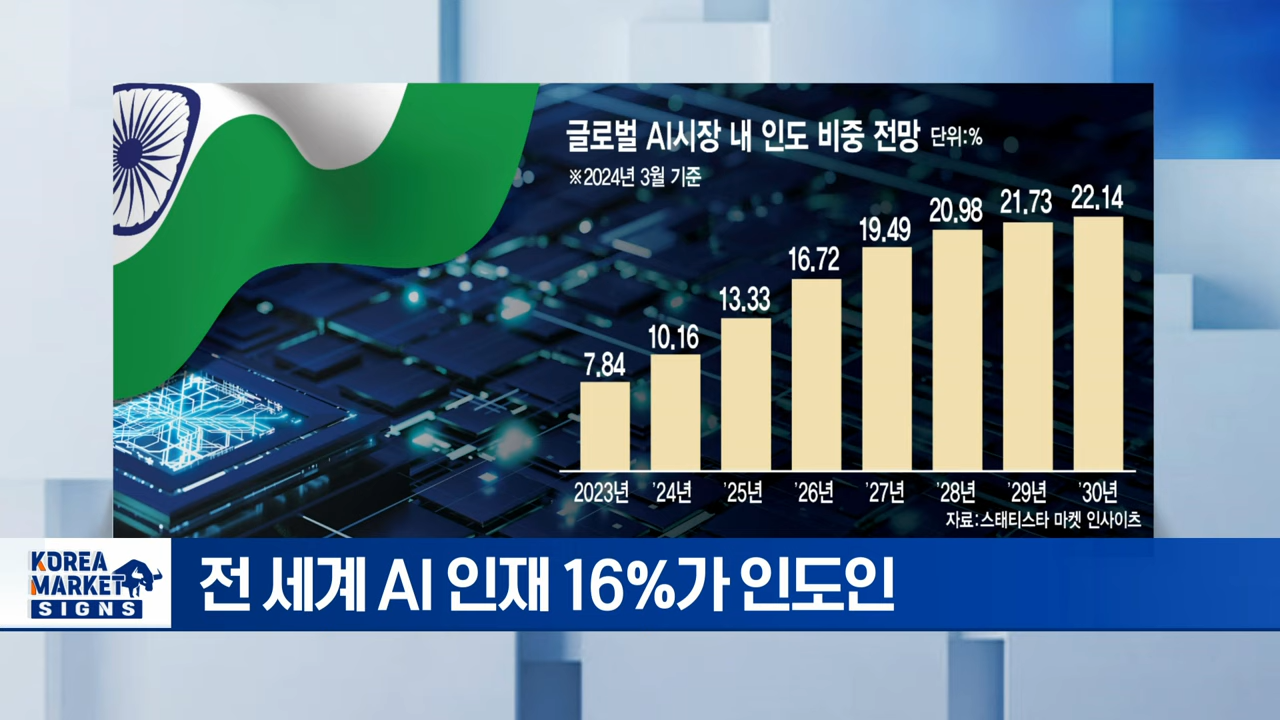 글로벌 AI시장 내 인도 비중 전망 단위:%
※2024년 3월 기준
7.84 10.16 13.33 16.72 19.49 20.98 21.73 22.14
2023년 '24년 '25년 '26년 '27년 '28년 '29년 '30년
자료:스태티스타 마켓 인사이츠
KOREA
MARKET
SIGNS
전 세계 AI 인재 16%가 인도인